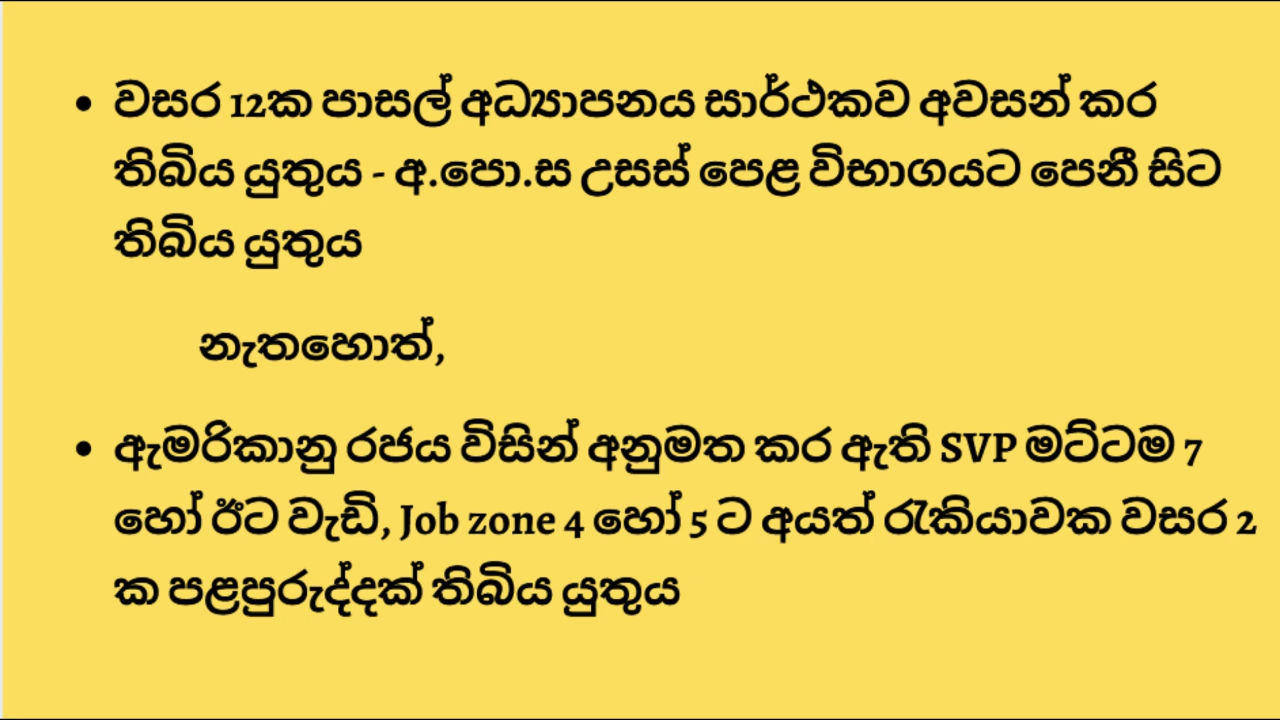 • වසර 12ක පාසල් අධ්‍යාපනය සාර්ථකව අවසන් කර
තිබිය යුතුය - අ.පො.ස උසස් පෙළ විභාගයට පෙනී සිට
තිබිය යුතුය
නැතහොත්,
• ඇමරිකානු රජය විසින් අනුමත කර ඇති SVP මට්ටම 7
හෝ ඊට වැඩි, Job zone 4 හෝ 5 ට අයත් රැකියාවක වසර 2
ක පළපුරුද්දක් තිබිය යුතුය